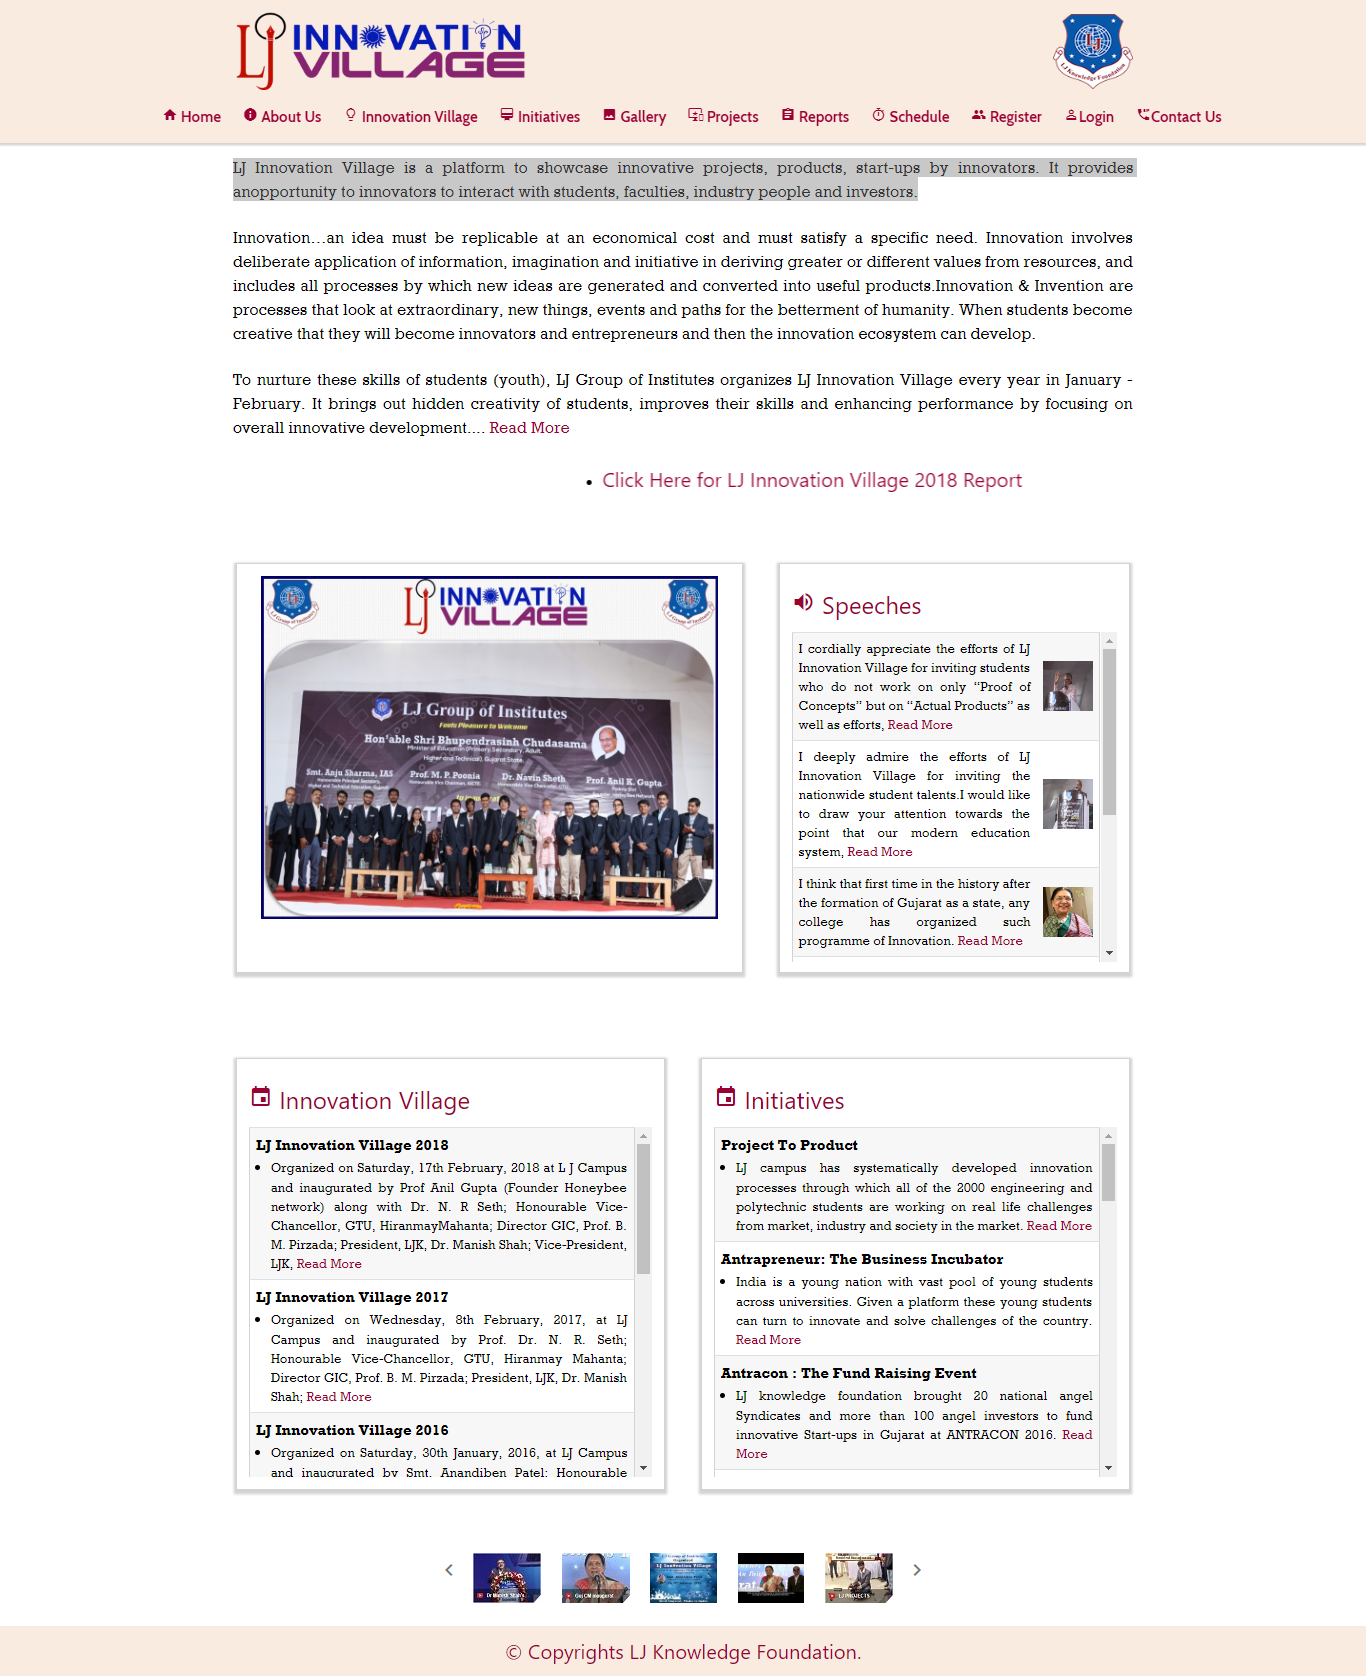 LJ INNOVATION
VILLAGE
LJ Knowledge Foundation
Home About Us Innovation Village Initiatives Gallery Projects Reports Schedule Register Login Contact Us
LJ Innovation Village is a platform to showcase innovative projects, products, start-ups by innovators. It provides
anopportunity to innovators to interact with students, faculties, industry people and investors.
Innovation...an idea must be replicable at an economical cost and must satisfy a specific need. Innovation involves
deliberate application of information, imagination and initiative in deriving greater or different values from resources, and
includes all processes by which new ideas are generated and converted into useful products.Innovation & Invention are
processes that look at extraordinary, new things, events and paths for the betterment of humanity. When students become
creative that they will become innovators and entrepreneurs and then the innovation ecosystem can develop.
To nurture these skills of students (youth), LJ Group of Institutes organizes LJ Innovation Village every year in January -
February. It brings out hidden creativity of students, improves their skills and enhancing performance by focusing on
overall innovative development.... Read More
• Click Here for LJ Innovation Village 2018 Report
LJ INNOVATION
VILLAGE
LJ Group of Institutes
Feels Pleasure to Welcome
Hon'able Shri Bhupendrasinh Chudasama
Minister of Education (Primary, Secondary, Adult,
Higher and Technical), Gujarat State
Smt. Anju Sharma, IAS
Prof. M. P. Poonia
Dr. Navin Sheth
Prof. Anil K. Gupta
Speeches
I cordially appreciate the efforts of LJ
Innovation Village for inviting students
who do not work on only “Proof of
Concepts” but on “Actual Products” as
well as efforts, Read More
I deeply admire the efforts of LJ
Innovation Village for inviting the
nationwide student talents.I would like
to draw your attention towards the
point that our modern education
system, Read More
I think that first time in the history after
the formation of Gujarat as a state, any
college has organized such
programme of Innovation. Read More
Innovation Village
LJ Innovation Village 2018
• Organized on Saturday, 17th February, 2018 at L J Campus
and inaugurated by Prof Anil Gupta (Founder Honeybee
network) along with Dr. N. R Seth; Honourable Vice-
Chancellor, GTU, HiranmayMahanta; Director GIC, Prof. B.
M. Pirzada; President, LJK, Dr. Manish Shah; Vice-President,
LJK, Read More
LJ Innovation Village 2017
• Organized on Wednesday, 8th February, 2017, at LJ
Campus and inaugurated by Prof. Dr. N. R. Seth;
Honourable Vice-Chancellor, GTU, Hiranmay Mahanta;
Director GIC, Prof. B. M. Pirzada; President, LJK, Dr. Manish
Shah; Read More
LJ Innovation Village 2016
• Organized on Saturday, 30th January, 2016, at LJ Campus
and inaugurated by Smt. Anandiben Patel; Honourable
Initiatives
Project To Product
• LJ campus has systematically developed innovation
processes through which all of the 2000 engineering and
polytechnic students are working on real life challenges
from market, industry and society in the market. Read More
Antrapreneur: The Business Incubator
• India is a young nation with vast pool of young students
across universities. Given a platform these young students
can turn to innovate and solve challenges of the country.
Read More
Antracon : The Fund Raising Event
• LJ knowledge foundation brought 20 national angel
Syndicates and more than 100 angel investors to fund
innovative Start-ups in Gujarat at ANTRACON 2016. Read
More
Dr Manish Shah's
Guj CM inaugurat
LJ Innovation Village
LJ PROJECTS
© Copyrights LJ Knowledge Foundation.